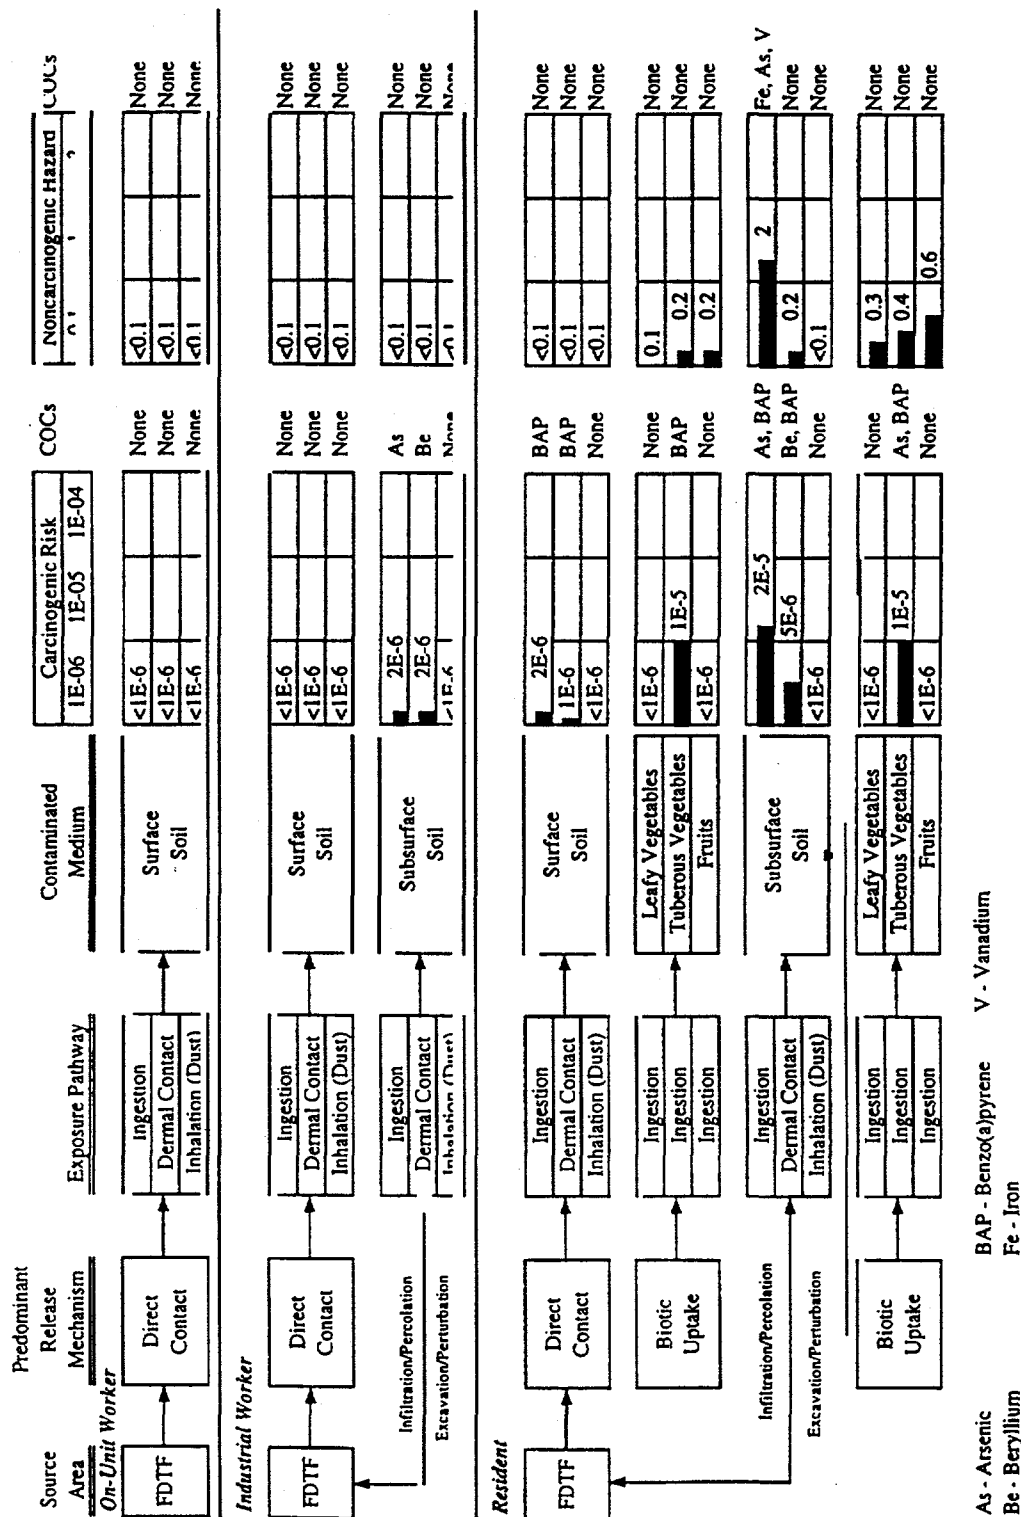 Source Area
Predominant Release Mechanism
Exposure Pathway
Contaminated Medium
Carcinogenic Risk
1E-06 1E-05 1E-04
COCs
Noncarcinogenic Hazard
COCs
On-Unit Worker
FDTF
Direct Contact
Ingestion
Dermal Contact
Inhalation (Dust)
Surface Soil
<1E-6
<1E-6
<1E-6
None
None
None
<0.1
<0.1
<0.1
None
None
None
Industrial Worker
FDTF
Direct Contact
Ingestion
Dermal Contact
Inhalation (Dust)
Surface Soil
<1E-6
<1E-6
<1E-6
None
None
None
<0.1
<0.1
<0.1
None
None
None
Infiltration/Percolation
Excavation/Perturbation
Ingestion
Dermal Contact
Inhalation (Dust)
Subsurface Soil
2E-6
2E-6
<1E-6
As
Be
None
<0.1
<0.1
<0.1
None
None
None
Resident
FDTF
Direct Contact
Ingestion
Dermal Contact
Inhalation (Dust)
Surface Soil
2E-6
1E-6
<1E-6
BAP
BAP
None
<0.1
<0.1
<0.1
None
None
None
Biotic Uptake
Ingestion
Ingestion
Ingestion
Leafy Vegetables
Tuberous Vegetables
Fruits
<1E-6
1E-5
<1E-6
None
BAP
None
0.1
0.2
0.2
None
None
None
Infiltration/Percolation
Excavation/Perturbation
Ingestion
Dermal Contact
Inhalation (Dust)
Subsurface Soil
2E-5
5E-6
<1E-6
As, BAP
Be, BAP
None
2
0.2
<0.1
Fe, As, V
None
None
Biotic Uptake
Ingestion
Ingestion
Ingestion
Leafy Vegetables
Tuberous Vegetables
Fruits
<1E-6
1E-5
<1E-6
None
As, BAP
None
0.3
0.4
0.6
None
None
None
As - Arsenic BAP - Benzo(a)pyrene V - Vanadium
Be - Beryllium Fe - Iron